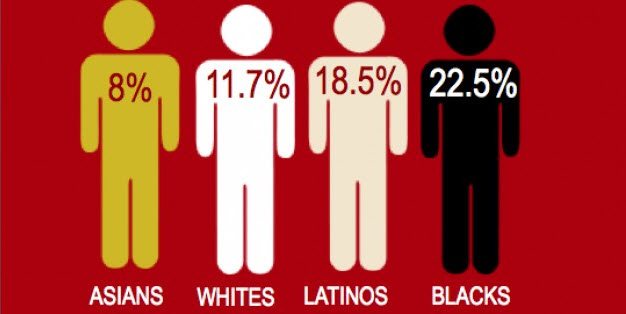 8% 11.7% 18.5% 22.5%
ASIANS WHITES LATINOS BLACKS